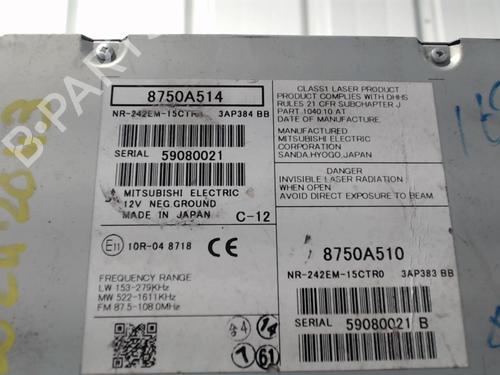 8750A514
NR-242EM-15CTR0 3AP384 BB
SERIAL 59080021
MITSUBISHI ELECTRIC
12V NEG.GROUND
MADE IN JAPAN C-12
E11 10R-04 8718 CE
FREQUENCY RANGE
LW 153-279KHz
MW 522-1611KHz
FM 87.5-108.0MHz
CLASS1 LASER PRODUCT
PRODUCT COMPLIES WITH DHHS
RULES 21 CFR SUBCHAPTER J
PART 1040.10 AT
DATE OF MANUFACTURE.
MANUFACTURED
MITSUBISHI ELECTRIC
CORPORATION
SANDA,HYOGO,JAPAN
DANGER
INVISIBLE LASER RADIATION
WHEN OPEN
AVOID DIRECT EXPOSURE TO BEAM.
8750A510
NR-242EM-15CTR0 3AP383 BB
SERIAL 59080021 B
14
61